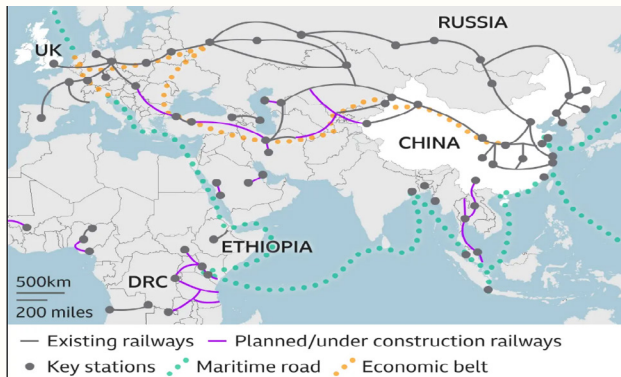 RUSSIA
UK
CHINA
ETHIOPIA
DRC
500km
200 miles
Existing railways
Planned/under construction railways
Key stations
Maritime road
Economic belt